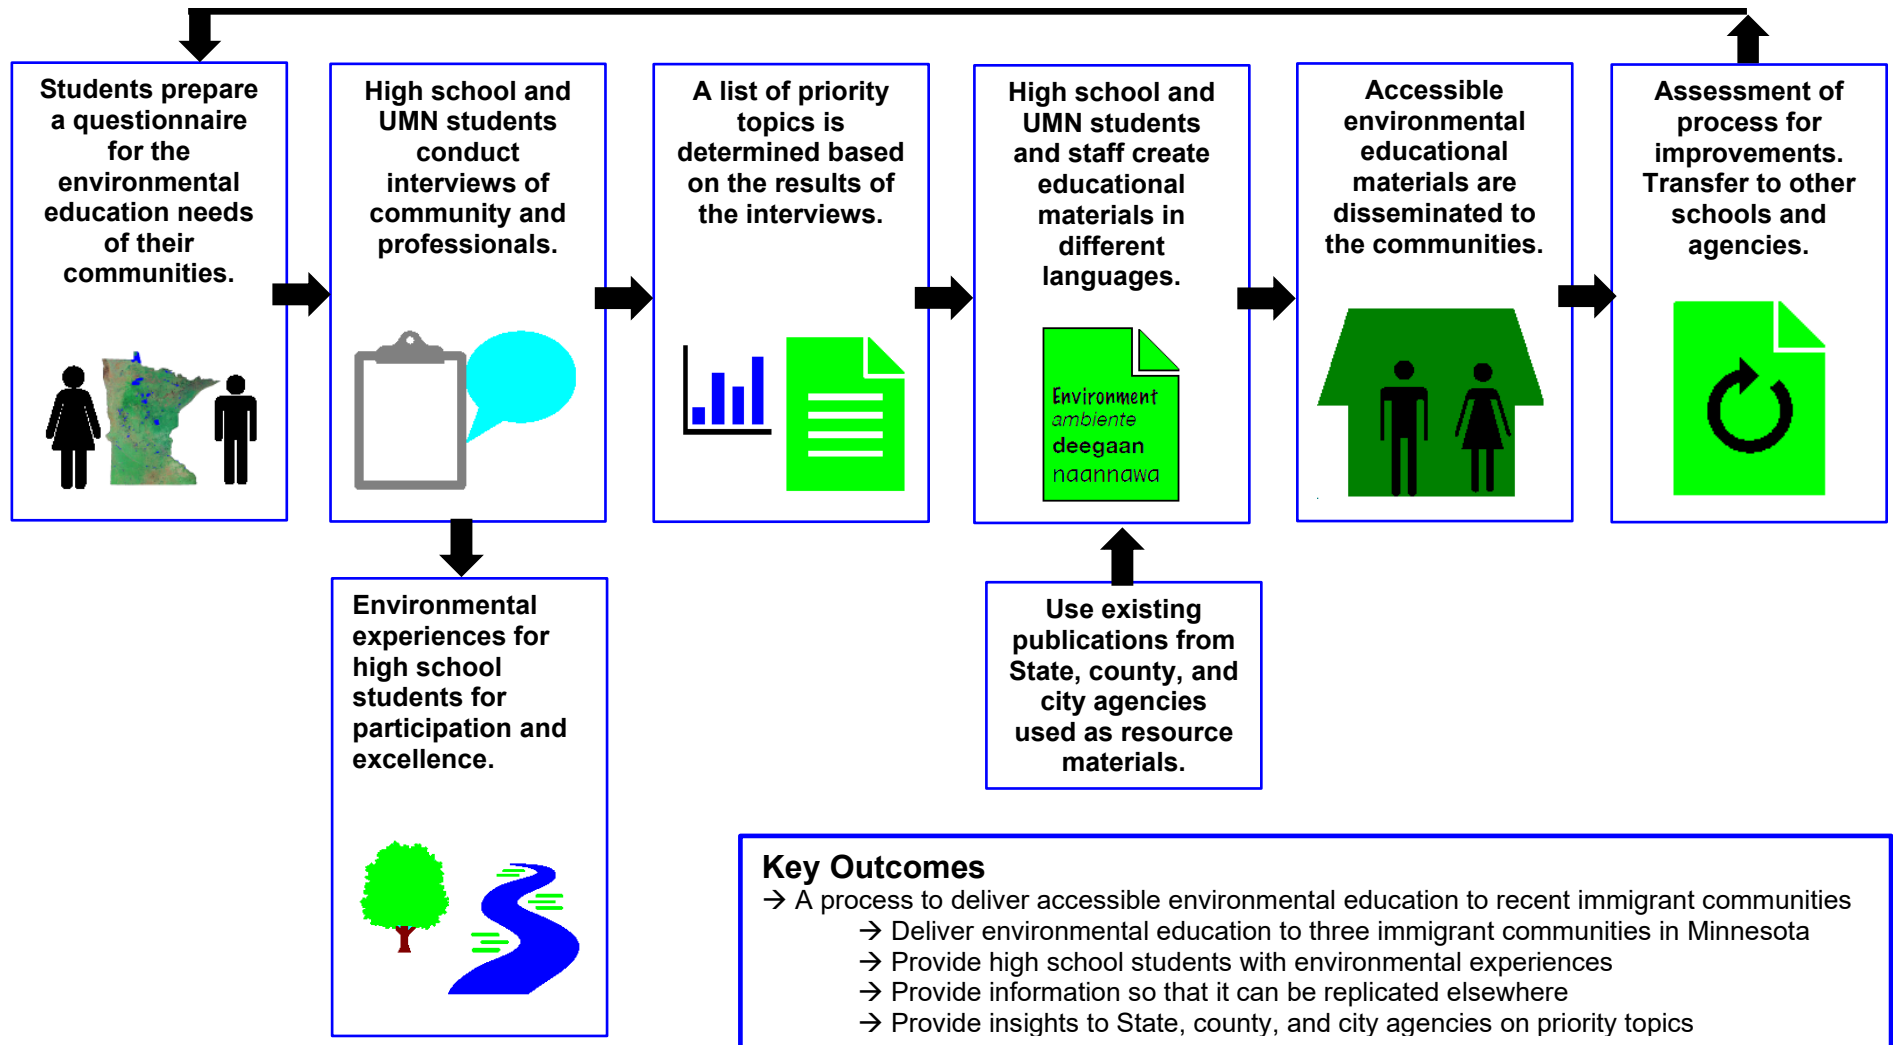 Students prepare
a questionnaire
for the
environmental
education needs
of their
communities.
High school and
UMN students
conduct
interviews of
community and
professionals.
A list of priority
topics is
determined based
on the results of
the interviews.
High school and
UMN students
and staff create
educational
materials in
different
languages.
Environment
ambiente
deegaan
naannawa
Accessible
environmental
educational
materials are
disseminated to
the communities.
Assessment of
process for
improvements.
Transfer to other
schools and
agencies.
Environmental
experiences for
high school
students for
participation and
excellence.
Use existing
publications from
State, county, and
city agencies
used as resource
materials.
Key Outcomes
→ A process to deliver accessible environmental education to recent immigrant communities
→ Deliver environmental education to three immigrant communities in Minnesota
→ Provide high school students with environmental experiences
→ Provide information so that it can be replicated elsewhere
→ Provide insights to State, county, and city agencies on priority topics